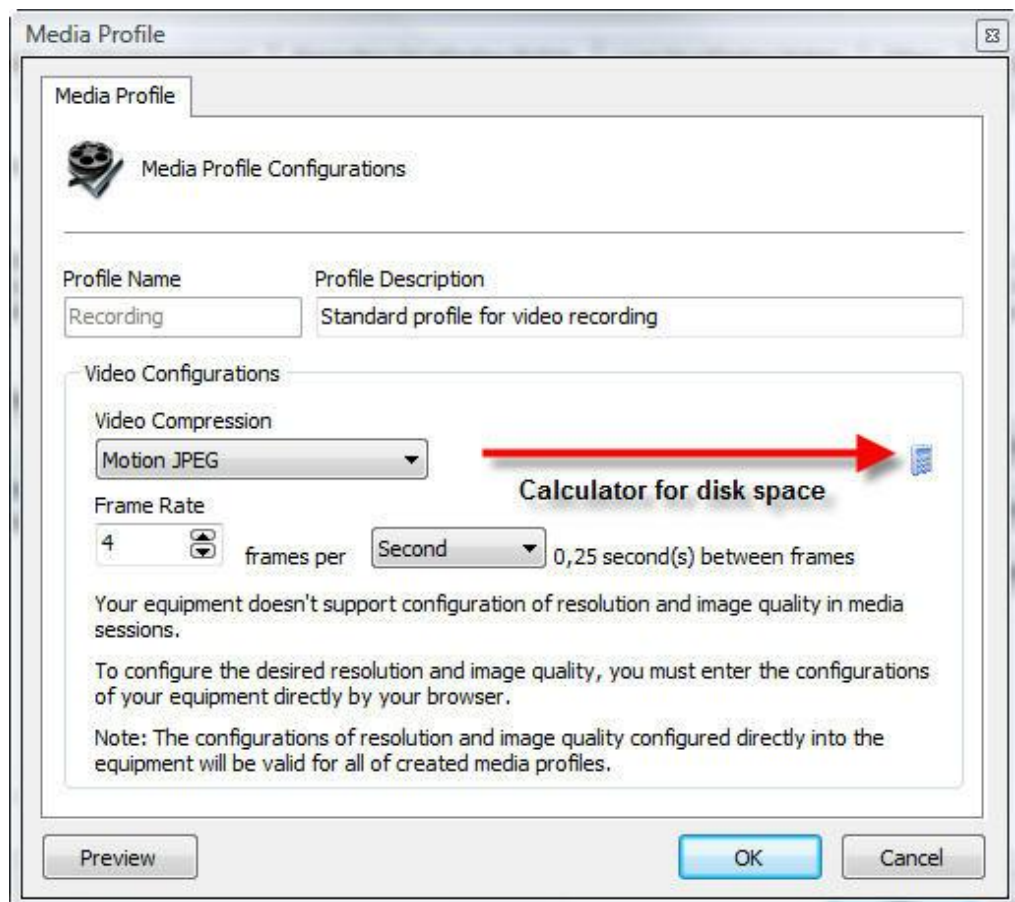 Media Profile
Media Profile
Media Profile Configurations
Profile Name
Profile Description
Recording
Standard profile for video recording
Video Configurations
Video Compression
Motion JPEG
Calculator for disk space
Frame Rate
4
frames per
Second
0,25 second(s) between frames
Your equipment doesn't support configuration of resolution and image quality in media
sessions.
To configure the desired resolution and image quality, you must enter the configurations
of your equipment directly by your browser.
Note: The configurations of resolution and image quality configured directly into the
equipment will be valid for all of created media profiles.
Preview
OK
Cancel